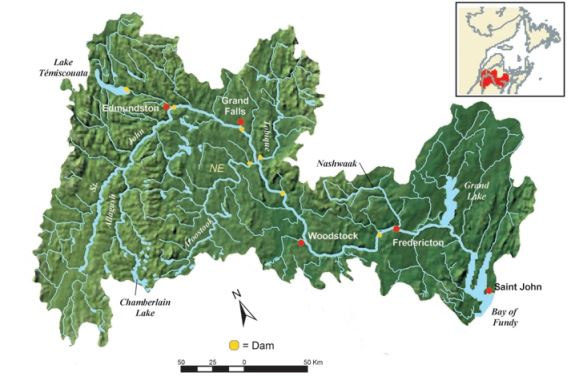 Lake
Témiscouata
Edmundston
Grand
Falls
Tobique
St. John
Allagash
NE
Aroostook
Nashwaak
Grand
Lake
Woodstock
Fredericton
Saint John
Bay of
Fundy
Chamberlain
Lake
N
= Dam
50 25 0 50 Km